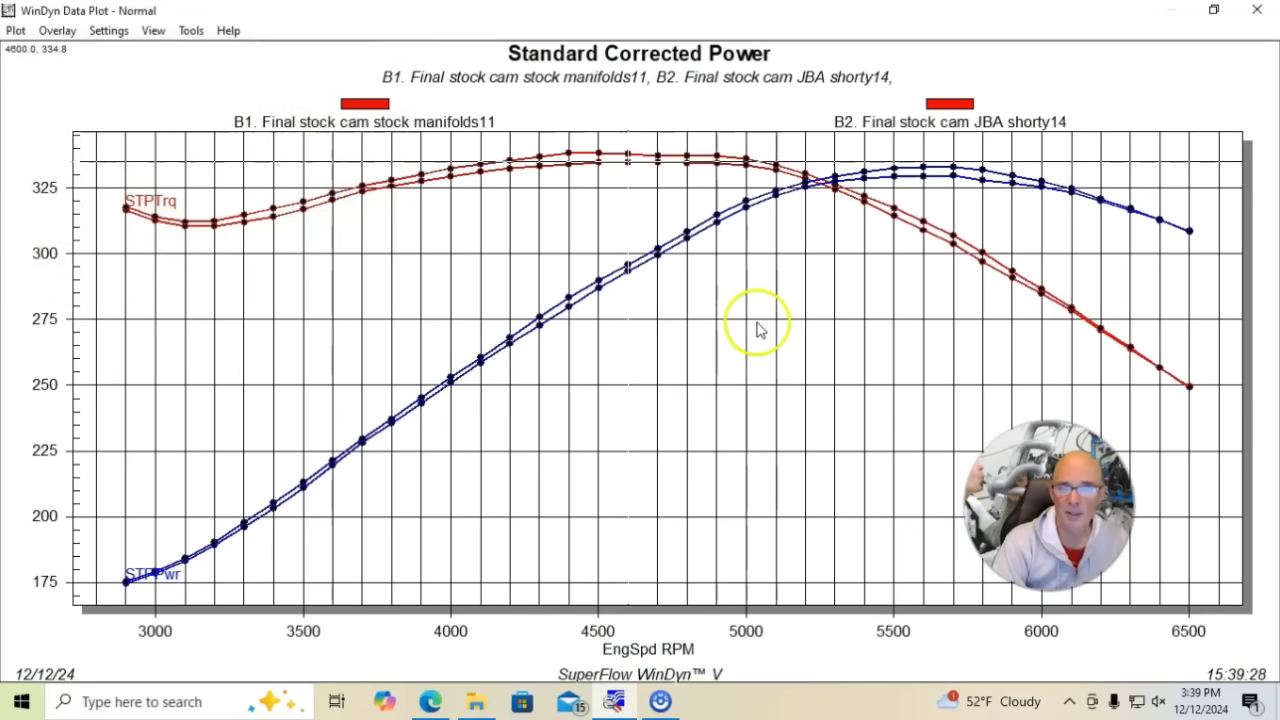 WinDyn Data Plot - Normal
Plot Overlay Settings View Tools Help
4600.0, 334.8
Standard Corrected Power
B1. Final stock cam stock manifolds11, B2. Final stock cam JBA shorty14,
B1. Final stock cam stock manifolds11
B2. Final stock cam JBA shorty14
STPTrq
STPPwr
325
300
275
250
225
200
175
3000 3500 4000 4500 5000 5500 6000 6500
EngSpd RPM
12/12/24
SuperFlow WinDyn™ V
15:39:28
Type here to search
15
1
52°F Cloudy
3:39 PM
12/12/2024
1